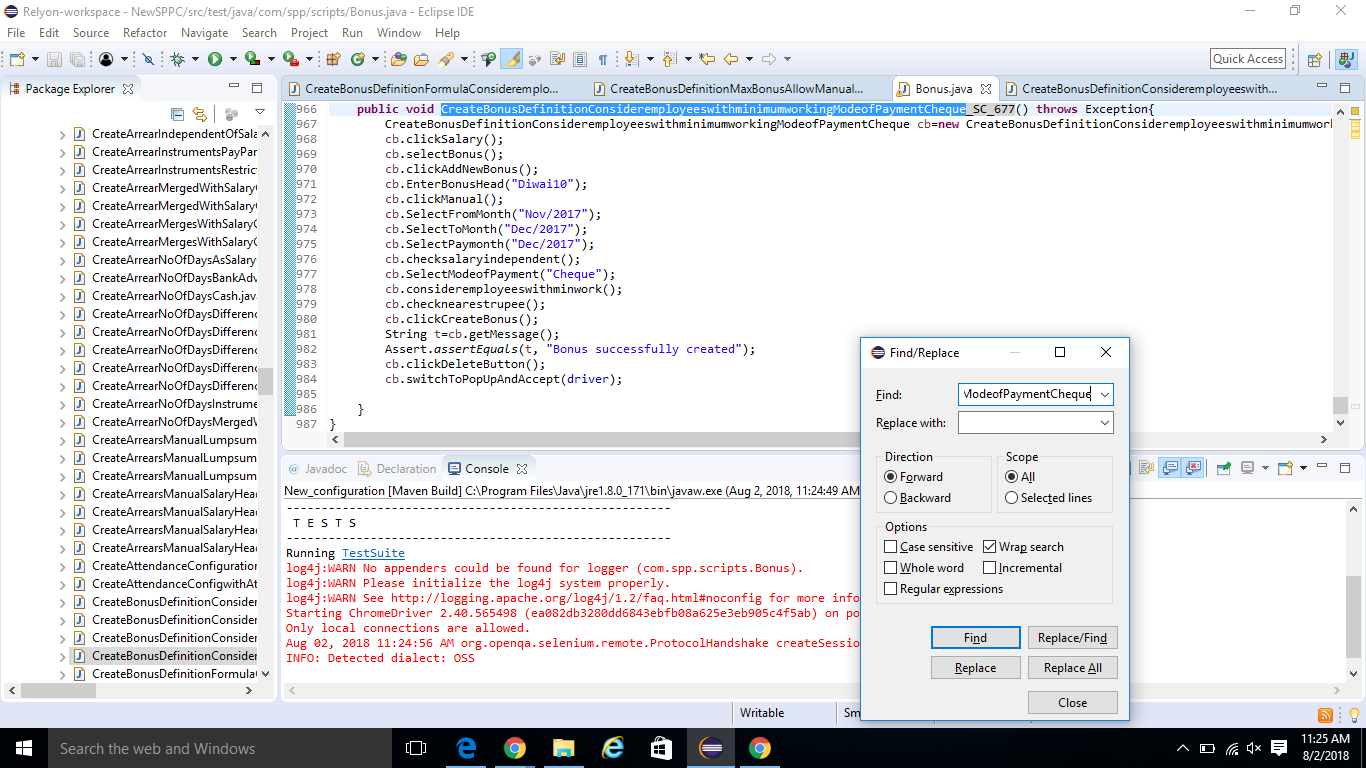 Relyon-workspace - NewSPPC/src/test/java/com/spp/scripts/Bonus.java - Eclipse IDE
File Edit Source Refactor Navigate Search Project Run Window Help
Quick Access
Package Explorer
CreateBonusDefinitionFormulaConsideremplo...
CreateBonusDefinitionMaxBonusAllowManual...
Bonus.java
CreateBonusDefinitionConsideremployeeswith...
CreateArrearIndependentOfSala
CreateArrearInstrumentsPayPar
CreateArrearInstrumentsRestric
CreateArrearMergedWithSalary
CreateArrearMergedWithSalary
CreateArrearMergesWithSalary
CreateArrearMergesWithSalary
CreateArrearNoOfDaysAsSalary
CreateArrearNoOfDaysBankAdv
CreateArrearNoOfDaysCash.java
CreateArrearNoOfDaysDifferenc
CreateArrearNoOfDaysDifferenc
CreateArrearNoOfDaysDifferenc
CreateArrearNoOfDaysDifferenc
CreateArrearNoOfDaysDifferenc
CreateArrearNoOfDaysInstrume
CreateArrearNoOfDaysMergedW
CreateArrearsManualLumpsum
CreateArrearsManualLumpsum
CreateArrearsManualLumpsum
CreateArrearsManualSalaryHead
CreateArrearsManualSalaryHead
CreateArrearsManualSalaryHead
CreateArrearsManualSalaryHead
CreateAttendanceConfiguration
CreateAttendanceConfigwithAt
CreateBonusDefinitionConsider
CreateBonusDefinitionConsider
CreateBonusDefinitionConsider
CreateBonusDefinitionConsider
CreateBonusDefinitionFormula
966 public void CreateBonusDefinitionConsideremployeeswithminimumworkingModeofPaymentCheque_SC_677() throws Exception{
967 CreateBonusDefinitionConsideremployeeswithminimumworkingModeofPaymentCheque cb=new CreateBonusDefinitionConsideremployeeswithminimumwork
968 cb.clickSalary();
969 cb.selectBonus();
970 cb.clickAddNewBonus();
971 cb.EnterBonusHead("Diwai10");
972 cb.clickManual();
973 cb.SelectFromMonth("Nov/2017");
974 cb.SelectToMonth("Dec/2017");
975 cb.SelectPaymonth("Dec/2017");
976 cb.checksalaryindependent();
977 cb.SelectModeofPayment("Cheque");
978 cb.consideremployeeswithminwork();
979 cb.checknearestrupee();
980 cb.clickCreateBonus();
981 String t=cb.getMessage();
982 Assert.assertEquals(t, "Bonus successfully created");
983 cb.clickDeleteButton();
984 cb.switchToPopUpAndAccept(driver);
985
986 }
987 }
Javadoc Declaration Console
New_configuration [Maven Build] C:\Program Files\Java\jre1.8.0_171\bin\javaw.exe (Aug 2, 2018, 11:24:49 AM
-------------------------------------------------------
T E S T S
-------------------------------------------------------
Running TestSuite
log4j:WARN No appenders could be found for logger (com.spp.scripts.Bonus).
log4j:WARN Please initialize the log4j system properly.
log4j:WARN See http://logging.apache.org/log4j/1.2/faq.html#noconfig for more info
Starting ChromeDriver 2.40.565498 (ea082db3280dd6843ebfb08a625e3eb905c4f5ab) on po
Only local connections are allowed.
Aug 02, 2018 11:24:56 AM org.openqa.selenium.remote.ProtocolHandshake createSessio
INFO: Detected dialect: OSS
Find/Replace
Find: ModeofPaymentCheque
Replace with:
Direction
Forward
Backward
Scope
All
Selected lines
Options
Case sensitive
Wrap search
Whole word
Incremental
Regular expressions
Find
Replace/Find
Replace
Replace All
Close
Writable
Sm
Search the web and Windows
11:25 AM
8/2/2018